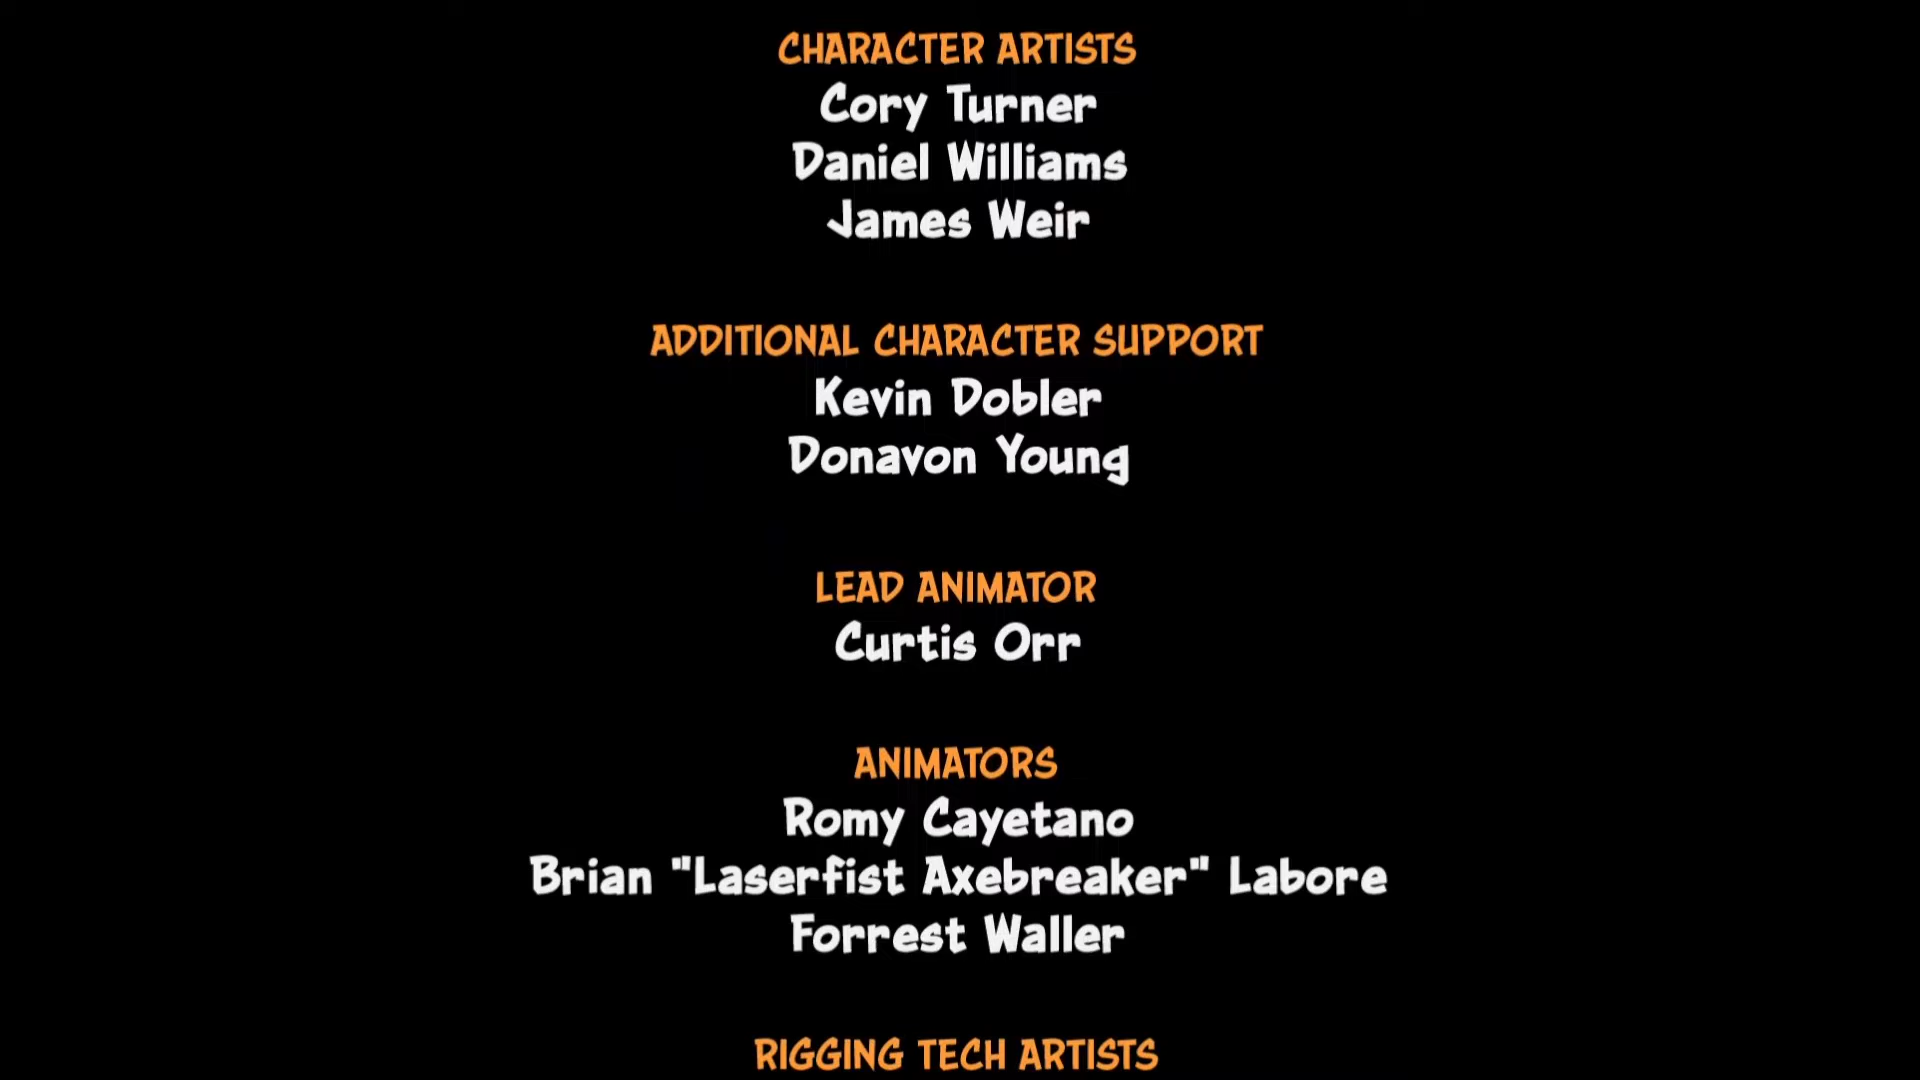 CHARACTER ARTISTS
Cory Turner
Daniel Williams
James Weir
ADDITIONAL CHARACTER SUPPORT
Kevin Dobler
Donavon Young
LEAD ANIMATOR
Curtis Orr
ANIMATORS
Romy Cayetano
Brian "Laserfist Axebreaker" Labore
Forrest Waller
RIGGING TECH ARTISTS